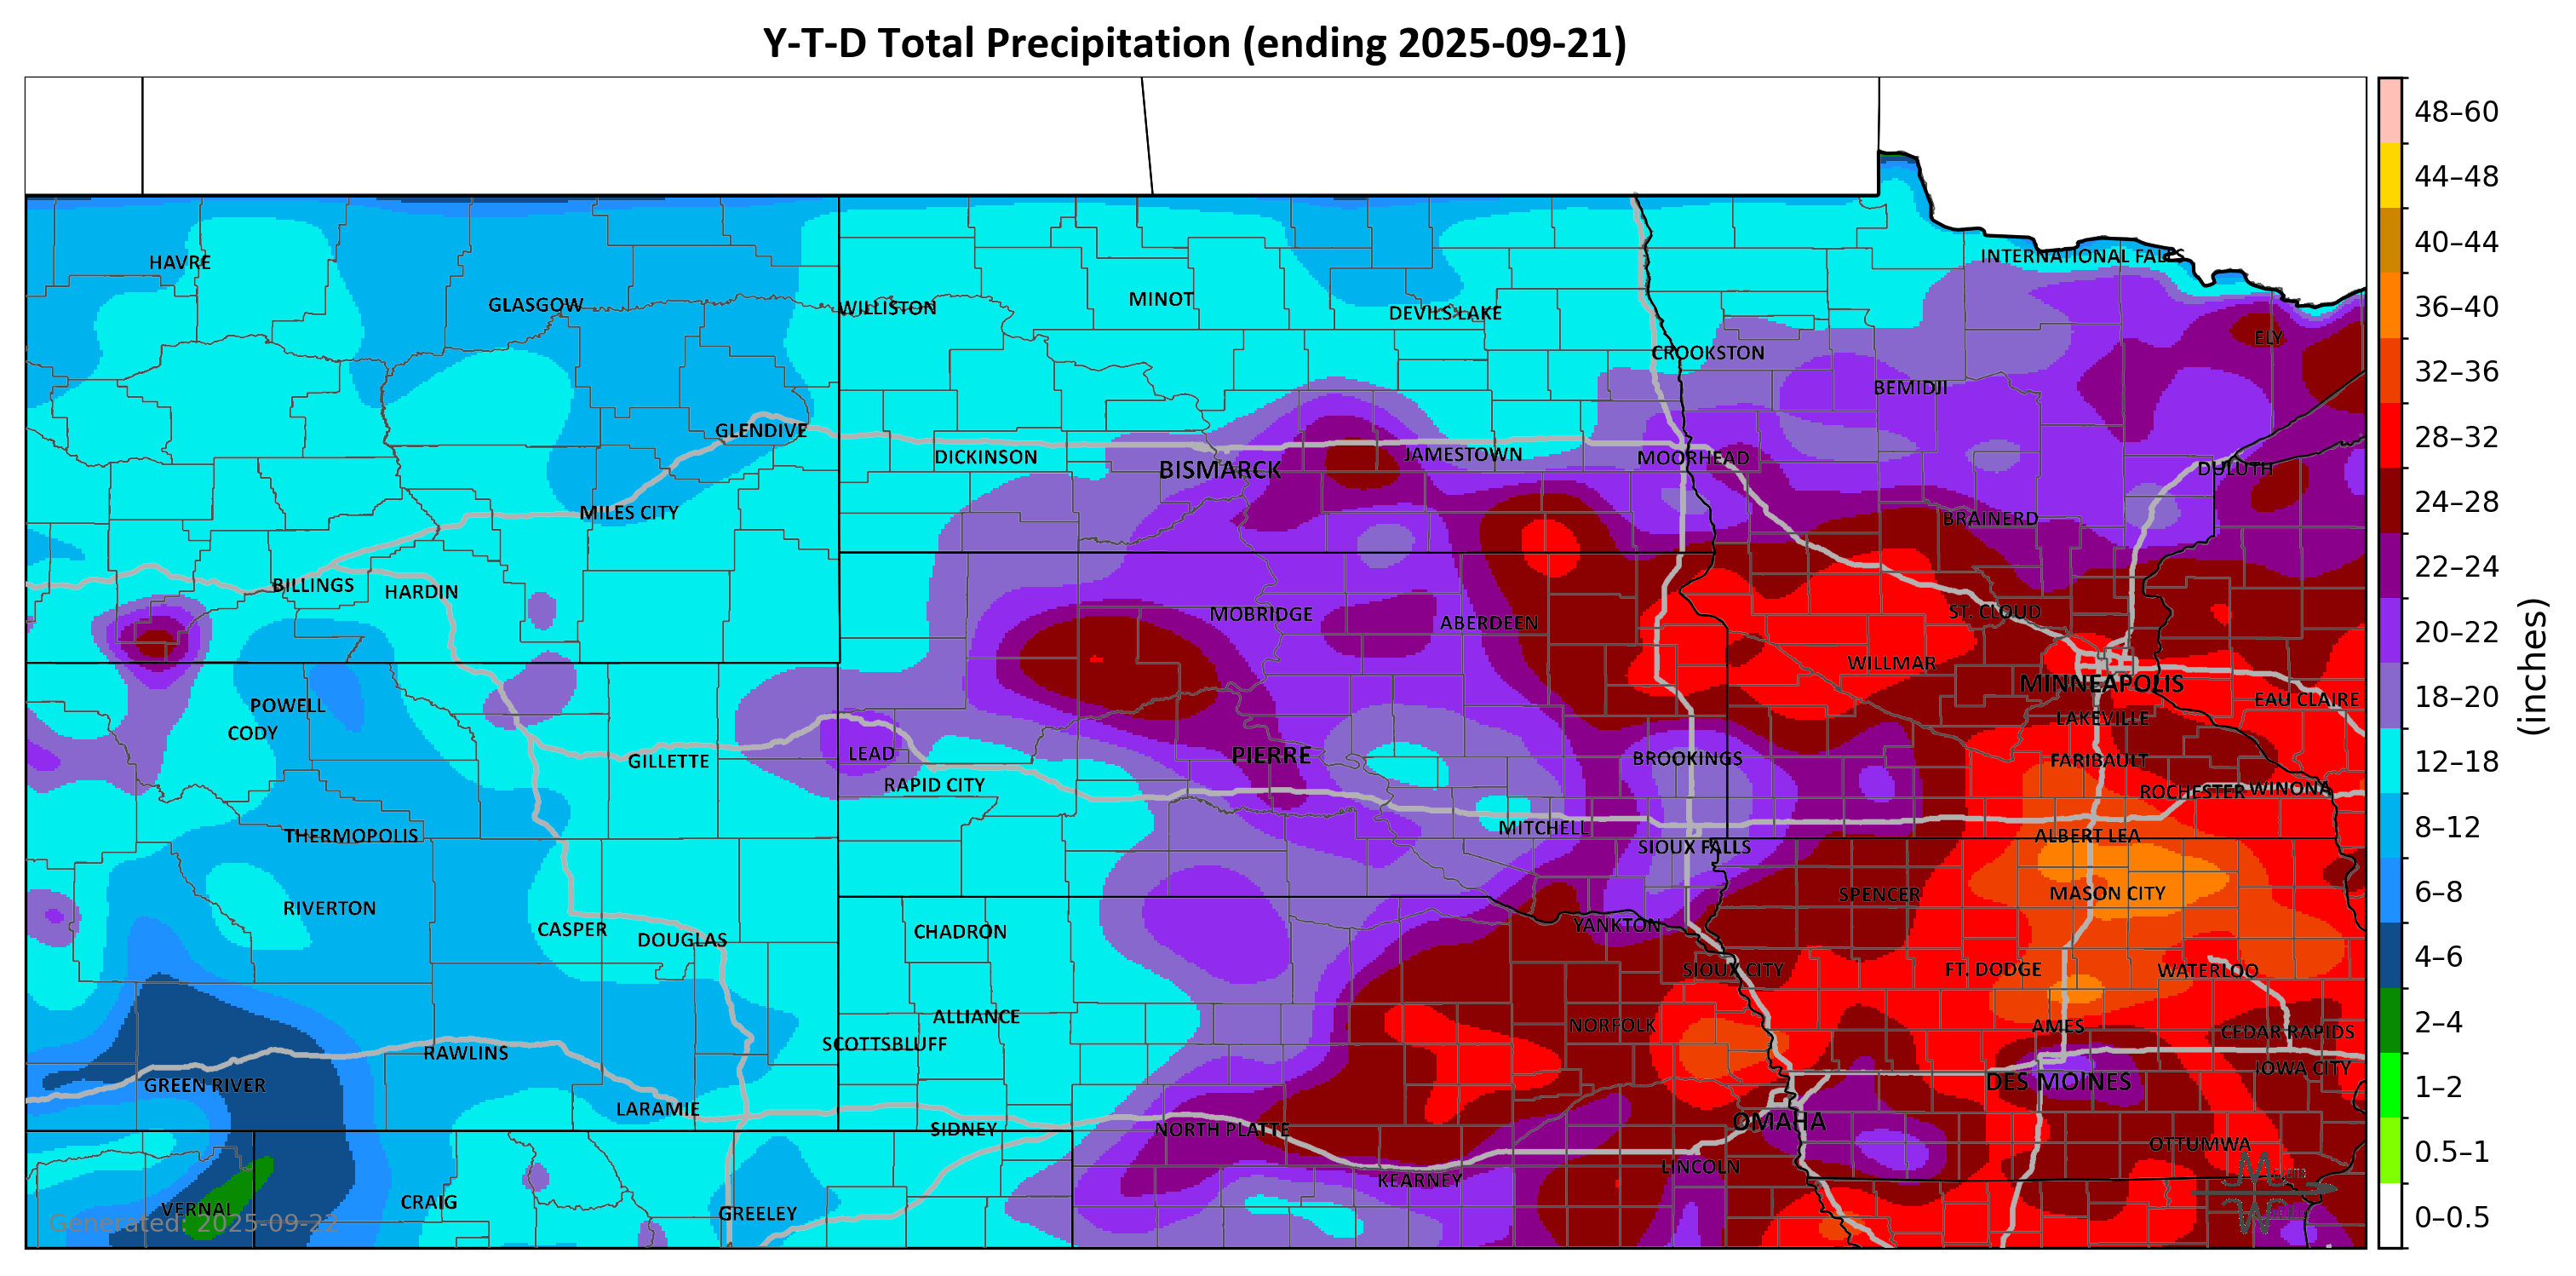 Y-T-D Total Precipitation (ending 2025-09-21)
48–60
44–48
40–44
36–40
32–36
28–32
24–28
22–24
20–22
18–20
12–18
8–12
6–8
4–6
2–4
1–2
0.5–1
0–0.5
(inches)
HAVRE
INTERNATIONAL FALLS
GLASGOW
WILLISTON
MINOT
DEVILS LAKE
ELY
CROOKSTON
BEMIDJI
GLENDIVE
DICKINSON
BISMARCK
JAMESTOWN
MOORHEAD
DULUTH
MILES CITY
BRAINERD
BILLINGS
HARDIN
MOBRIDGE
ABERDEEN
ST. CLOUD
WILLMAR
MINNEAPOLIS
EAU CLAIRE
POWELL
CODY
LAKEVILLE
GILLETTE
LEAD
PIERRE
BROOKINGS
FARIBAULT
RAPID CITY
ROCHESTER
WINONA
THERMOPOLIS
MITCHELL
SIOUX FALLS
ALBERT LEA
RIVERTON
SPENCER
MASON CITY
CASPER
DOUGLAS
CHADRON
YANKTON
SIOUX CITY
FT. DODGE
WATERLOO
ALLIANCE
NORFOLK
AMES
CEDAR RAPIDS
SCOTTSBLUFF
RAWLINS
GREEN RIVER
DES MOINES
IOWA CITY
LARAMIE
SIDNEY
NORTH PLATTE
OMAHA
OTTUMWA
LINCOLN
KEARNEY
CRAIG
VERNAL
GREELEY
Generated: 2025-09-22